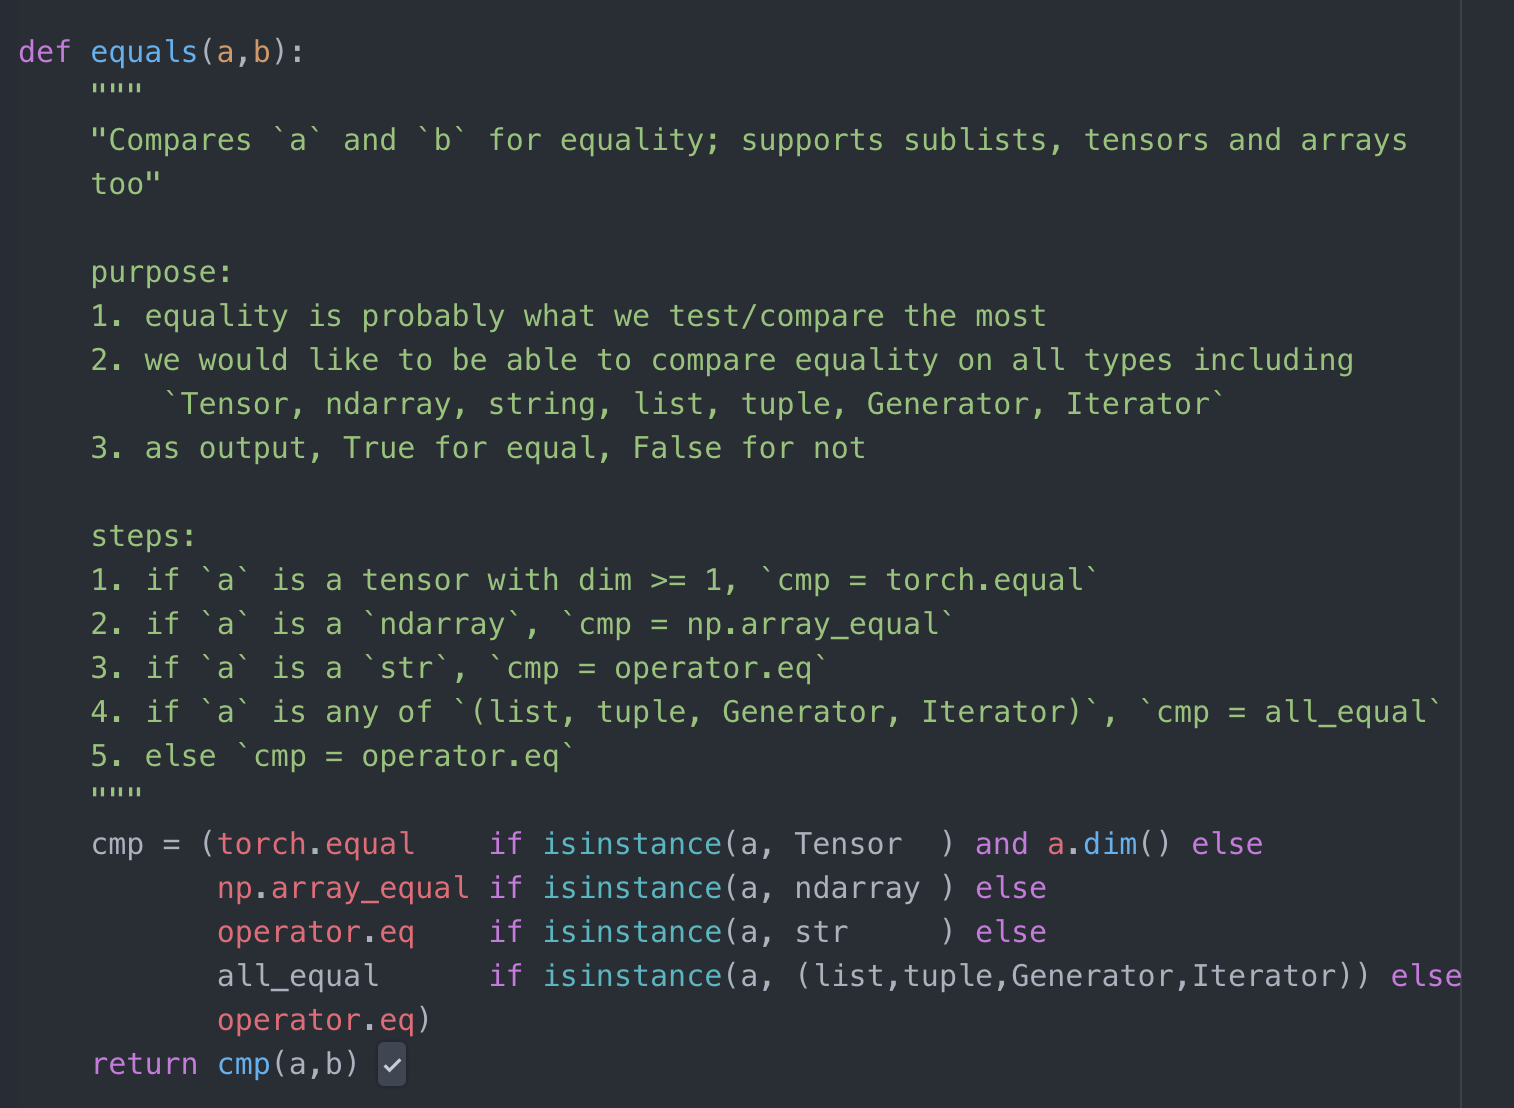 def equals(a,b):
    """
    "Compares `a` and `b` for equality; supports sublists, tensors and arrays
    too"

    purpose:
    1. equality is probably what we test/compare the most
    2. we would like to be able to compare equality on all types including
        `Tensor, ndarray, string, list, tuple, Generator, Iterator`
    3. as output, True for equal, False for not

    steps:
    1. if `a` is a tensor with dim >= 1, `cmp = torch.equal`
    2. if `a` is a `ndarray`, `cmp = np.array_equal`
    3. if `a` is a `str`, `cmp = operator.eq`
    4. if `a` is any of `(list, tuple, Generator, Iterator)`, `cmp = all_equal`
    5. else `cmp = operator.eq`
    """
    cmp = (torch.equal    if isinstance(a, Tensor  ) and a.dim() else
           np.array_equal if isinstance(a, ndarray ) else
           operator.eq    if isinstance(a, str     ) else
           all_equal      if isinstance(a, (list,tuple,Generator,Iterator)) else
           operator.eq)
    return cmp(a,b)